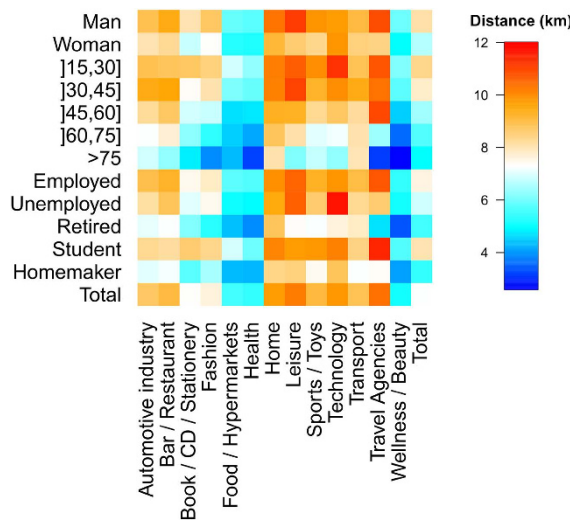 Man
Woman
]15,30]
]30,45]
]45,60]
]60,75]
>75
Employed
Unemployed
Retired
Student
Homemaker
Total
Automotive industry
Bar / Restaurant
Book / CD / Stationery
Fashion
Food / Hypermarkets
Health
Home
Leisure
Sports / Toys
Technology
Transport
Travel Agencies
Wellness / Beauty
Total
Distance (km)
12
10
8
6
4